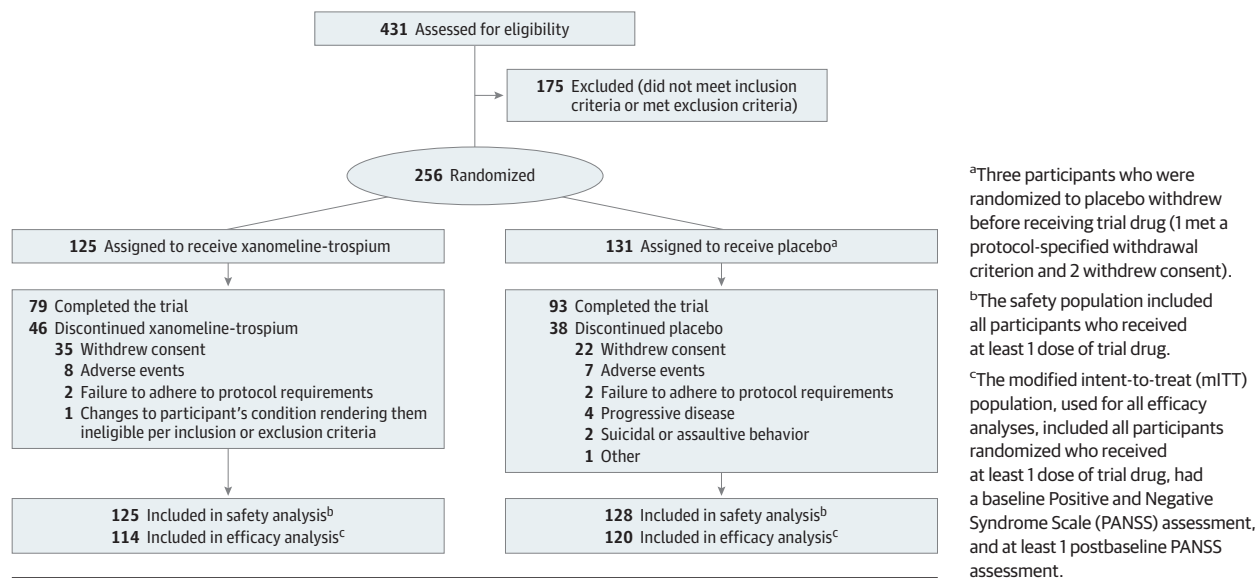 431 Assessed for eligibility
175 Excluded (did not meet inclusion
criteria or met exclusion criteria)
256 Randomized
125 Assigned to receive xanomeline-trospium
79 Completed the trial
46 Discontinued xanomeline-trospium
35 Withdrew consent
8 Adverse events
2 Failure to adhere to protocol requirements
1 Changes to participant's condition rendering them
ineligible per inclusion or exclusion criteria
125 Included in safety analysisb
114 Included in efficacy analysisc
131 Assigned to receive placeboa
93 Completed the trial
38 Discontinued placebo
22 Withdrew consent
7 Adverse events
2 Failure to adhere to protocol requirements
4 Progressive disease
2 Suicidal or assaultive behavior
1 Other
128 Included in safety analysisb
120 Included in efficacy analysisc
aThree participants who were
randomized to placebo withdrew
before receiving trial drug (1 met a
protocol-specified withdrawal
criterion and 2 withdrew consent).
bThe safety population included
all participants who received
at least 1 dose of trial drug.
cThe modified intent-to-treat (mITT)
population, used for all efficacy
analyses, included all participants
randomized who received
at least 1 dose of trial drug, had
a baseline Positive and Negative
Syndrome Scale (PANSS) assessment,
and at least 1 postbaseline PANSS
assessment.